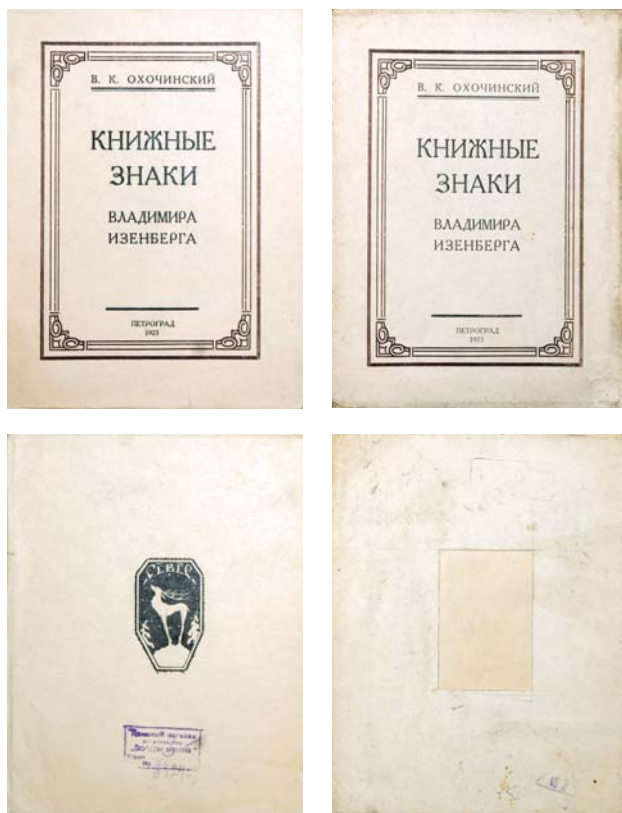 В. К. ОХОЧИНСКИЙ
КНИЖНЫЕ
ЗНАКИ
ВЛАДИМИРА
ИЗЕНБЕРГА
ПЕТРОГРАД
1923
В. К. ОХОЧИНСКИЙ
КНИЖНЫЕ
ЗНАКИ
ВЛАДИМИРА
ИЗЕНБЕРГА
ПЕТРОГРАД
1923
СЕВЕР